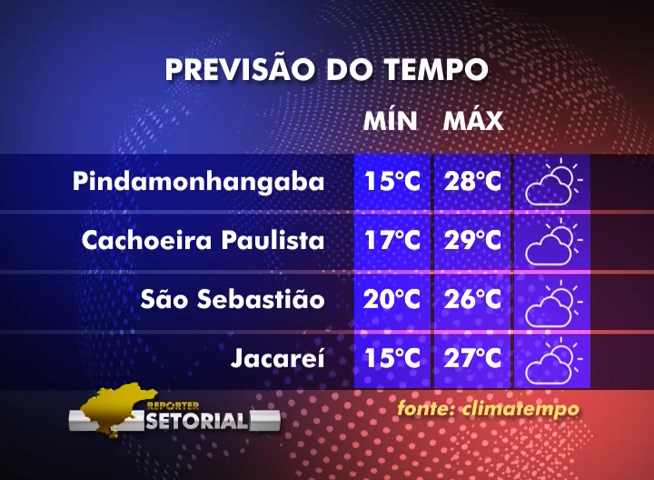 PREVISÃO DO TEMPO
MÍN MÁX
Pindamonhangaba 15°C 28°C
Cachoeira Paulista 17°C 29°C
São Sebastião 20°C 26°C
Jacareí 15°C 27°C
REPÓRTER
SETORIAL
fonte: climatempo